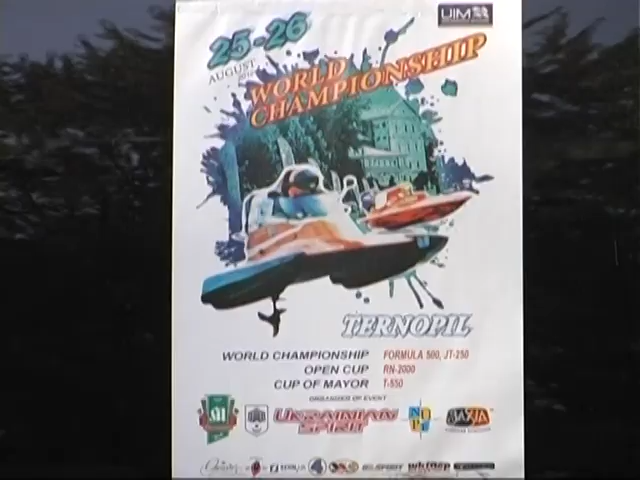 UIM
25-26
AUGUST
WORLD
CHAMPIONSHIP
TERNOPIL
WORLD CHAMPIONSHIP FORMULA 500, JT-250
OPEN CUP RN-2000
CUP OF MAYOR T-550
ORGANIZER OF EVENT
UKRAINIAN
SPIRIT